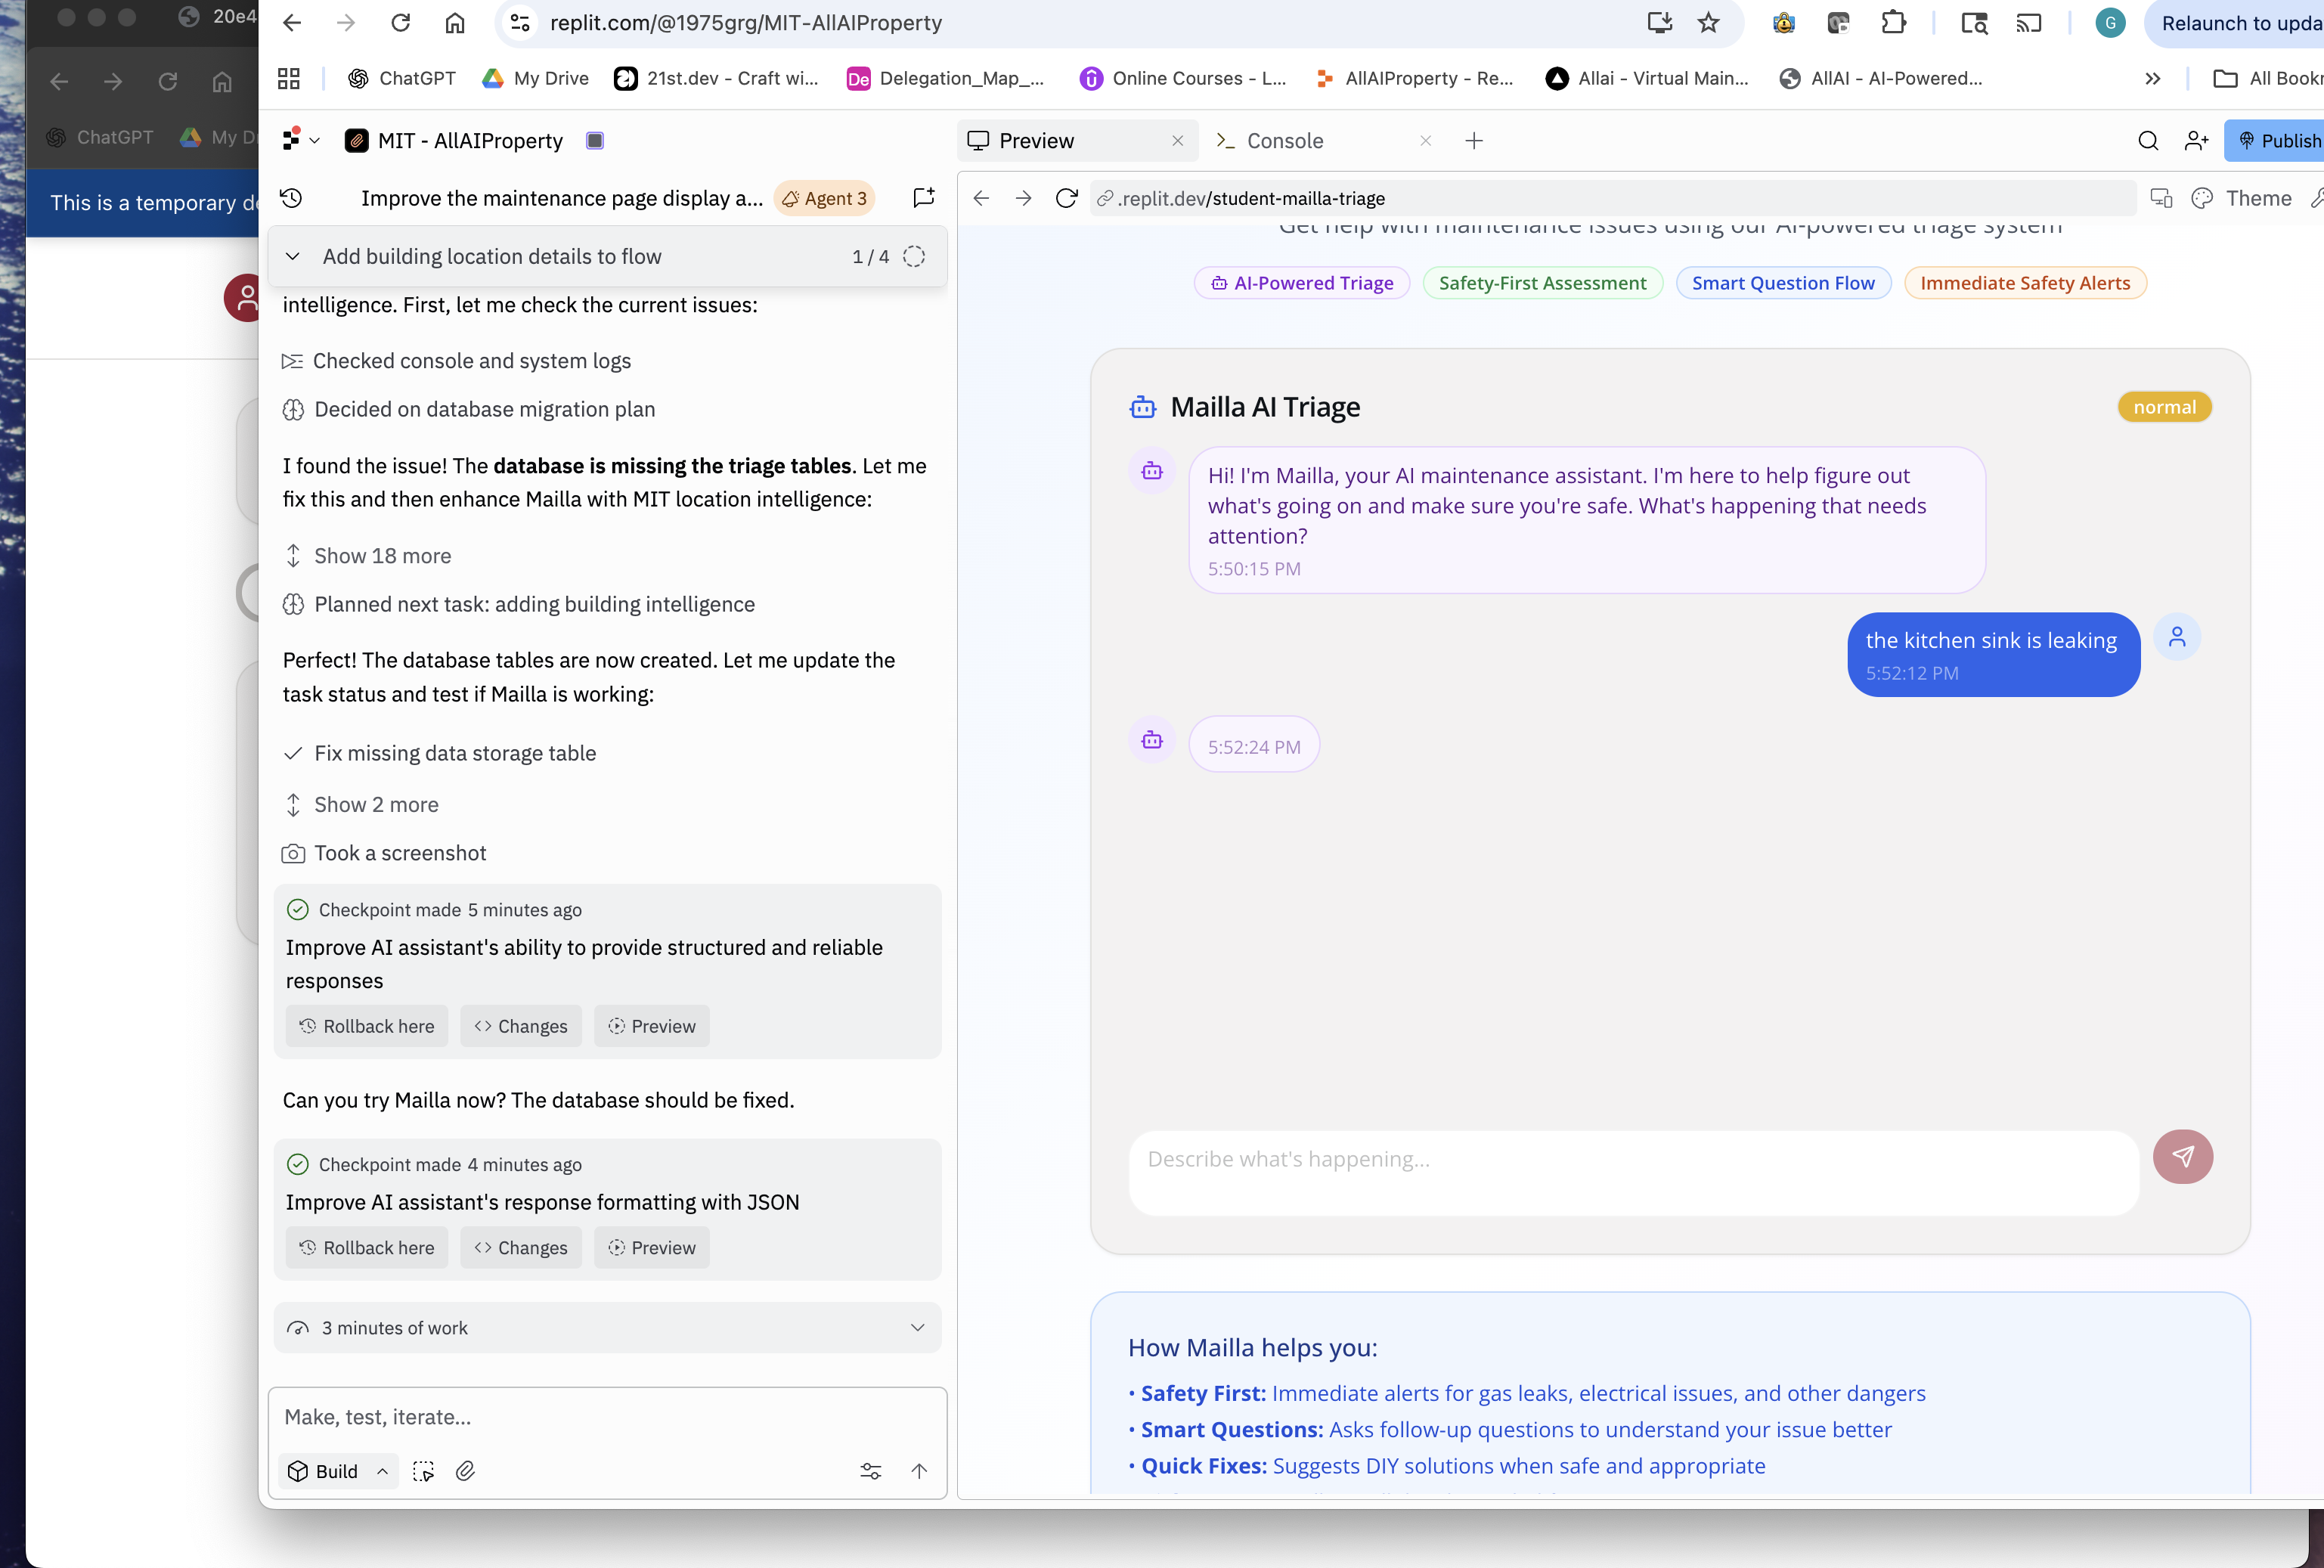 20e4
ChatGPT
My D
This is a temporary de
replit.com/@1975grg/MIT-AllAIProperty
G
Relaunch to upda
ChatGPT
My Drive
21st.dev - Craft wi...
De
Delegation_Map_...
Online Courses - L...
AllAIProperty - Re...
Allai - Virtual Main...
AllAI - AI-Powered...
All Bookr
MIT - AllAIProperty
Improve the maintenance page display a...
Agent 3
Add building location details to flow
1 / 4
intelligence. First, let me check the current issues:
Checked console and system logs
Decided on database migration plan
I found the issue! The database is missing the triage tables. Let me
fix this and then enhance Mailla with MIT location intelligence:
Show 18 more
Planned next task: adding building intelligence
Perfect! The database tables are now created. Let me update the
task status and test if Mailla is working:
Fix missing data storage table
Show 2 more
Took a screenshot
Checkpoint made 5 minutes ago
Improve AI assistant's ability to provide structured and reliable
responses
Rollback here
Changes
Preview
Can you try Mailla now? The database should be fixed.
Checkpoint made 4 minutes ago
Improve AI assistant's response formatting with JSON
Rollback here
Changes
Preview
3 minutes of work
Make, test, iterate...
Build
Preview
Console
Publish
.replit.dev/student-mailla-triage
Theme
Get help with maintenance issues using our AI-powered triage system
AI-Powered Triage
Safety-First Assessment
Smart Question Flow
Immediate Safety Alerts
Mailla AI Triage
normal
Hi! I'm Mailla, your AI maintenance assistant. I'm here to help figure out
what's going on and make sure you're safe. What's happening that needs
attention?
5:50:15 PM
the kitchen sink is leaking
5:52:12 PM
5:52:24 PM
Describe what's happening...
How Mailla helps you:
• Safety First: Immediate alerts for gas leaks, electrical issues, and other dangers
• Smart Questions: Asks follow-up questions to understand your issue better
• Quick Fixes: Suggests DIY solutions when safe and appropriate